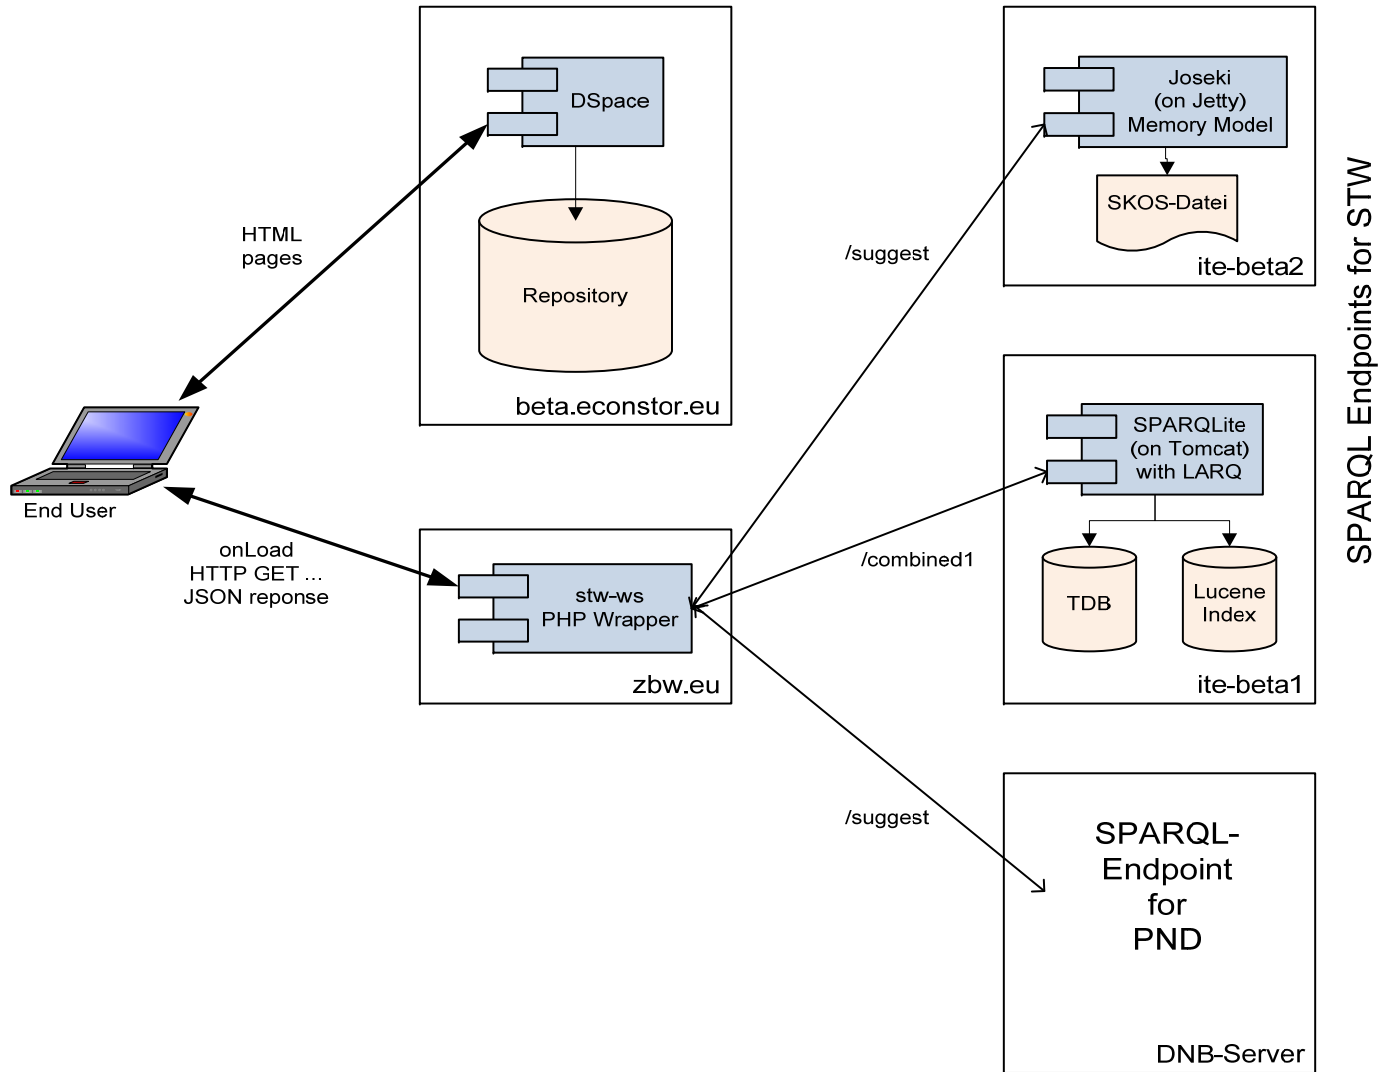 DSpace
Repository
beta.econstor.eu
HTML
pages
End User
onLoad
HTTP GET ...
JSON reponse
stw-ws
PHP Wrapper
zbw.eu
/suggest
/combined1
/suggest
Joseki
(on Jetty)
Memory Model
SKOS-Datei
ite-beta2
SPARQLite
(on Tomcat)
with LARQ
TDB
Lucene
Index
ite-beta1
SPARQL Endpoints for STW
SPARQL-
Endpoint
for
PND
DNB-Server